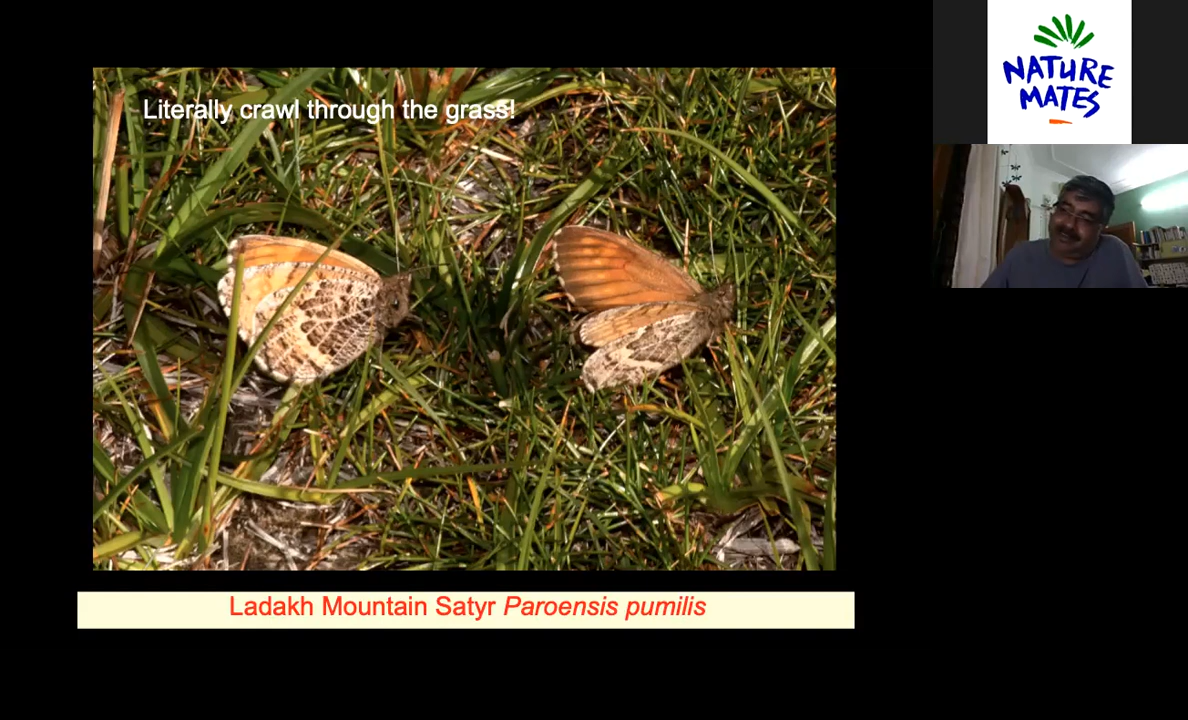 Literally crawl through the grass!
NATURE
MATES
Ladakh Mountain Satyr Paroensis pumilis